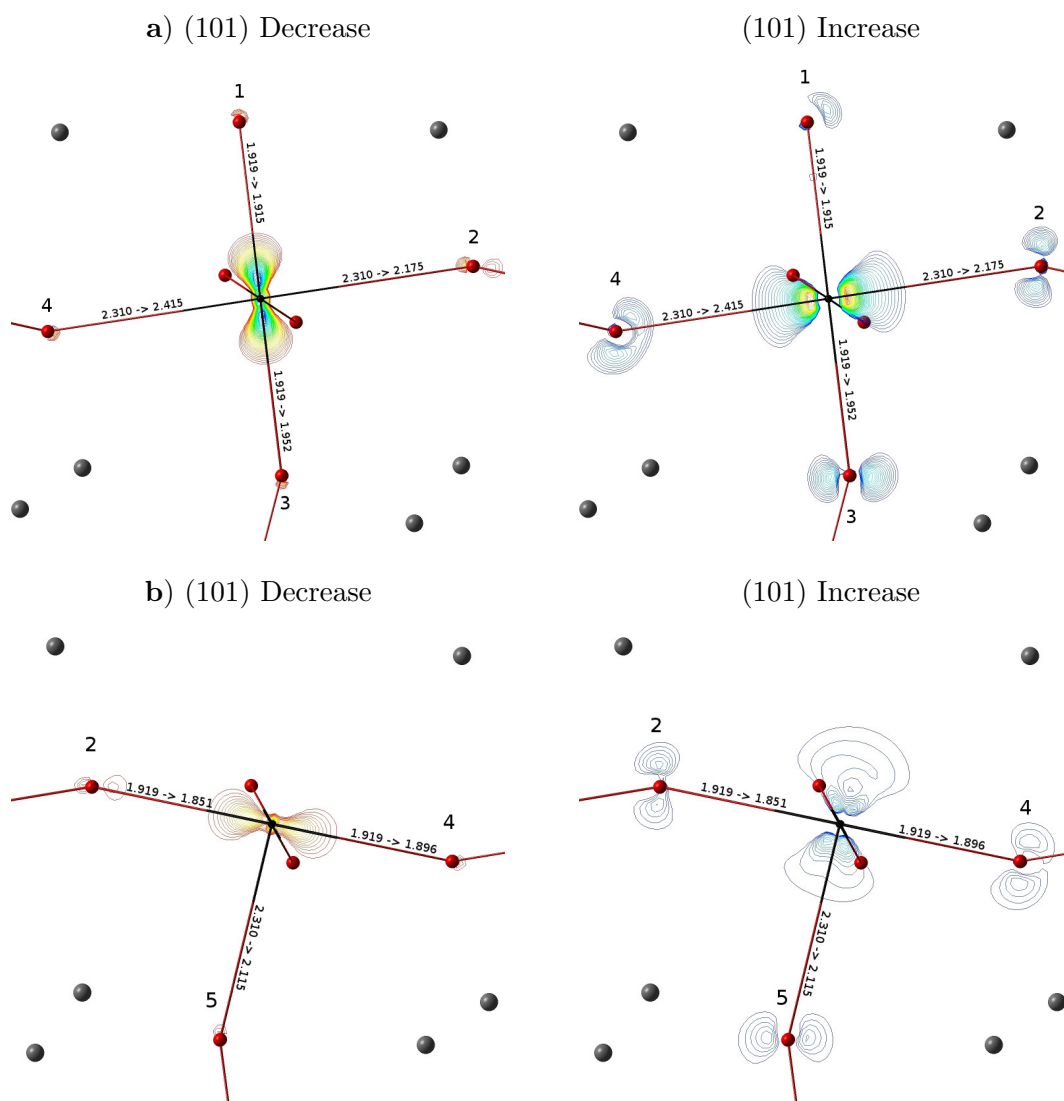 a) (101) Decrease
(101) Increase
1
1.919 -> 1.915
2
2.310 -> 2.175
4
2.310 -> 2.415
1.919 -> 1.952
3
1
1.919 -> 1.915
2
2.310 -> 2.175
4
2.310 -> 2.415
1.919 -> 1.952
3
b) (101) Decrease
(101) Increase
2
1.919 -> 1.851
4
1.919 -> 1.896
2.310 -> 2.115
5
2
1.919 -> 1.851
4
1.919 -> 1.896
2.310 -> 2.115
5